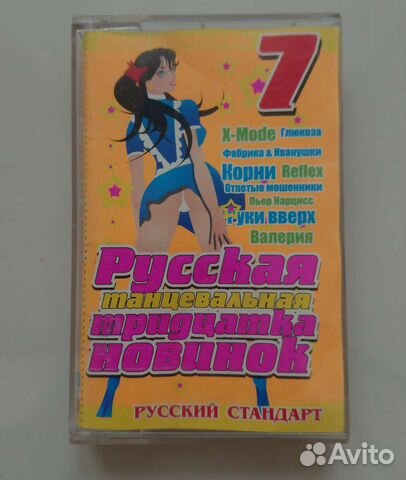 7
X-Mode Глюкоза
Фабрика & Иванушки
Корни Reflex
Отпетые мошенники
Пьер Нарцисс
Руки вверх
Валерия
Русская
танцевальная
тридцатка
новинок
РУССКИЙ СТАНДАРТ
Avito